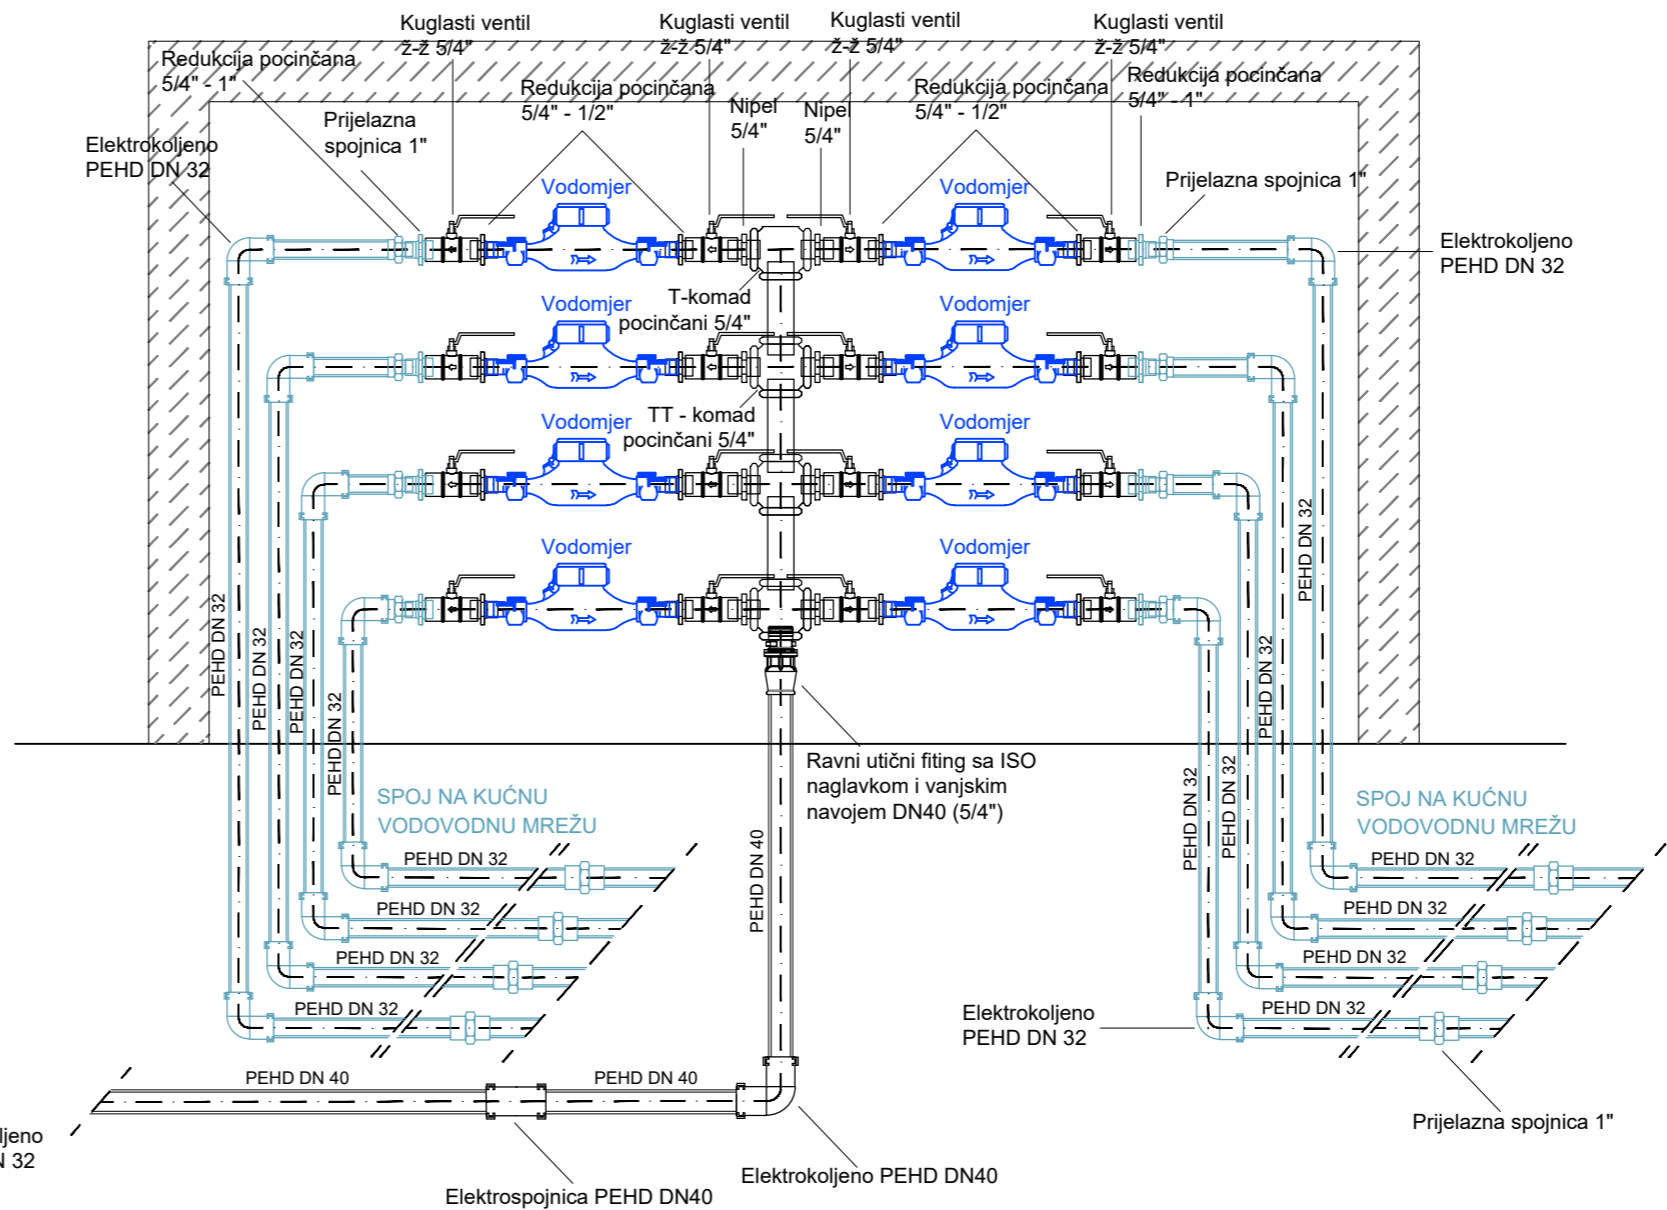 Kuglasti ventil
ž-ž 5/4"
Kuglasti ventil
ž-ž 5/4"
Kuglasti ventil
ž-ž 5/4"
Kuglasti ventil
ž-ž 5/4"
Redukcija pocinčana
5/4" - 1"
Redukcija pocinčana
5/4" - 1/2"
Nipel
5/4"
Nipel
5/4"
Redukcija pocinčana
5/4" - 1/2"
Redukcija pocinčana
5/4" - 1"
Elektrokoljeno
PEHD DN 32
Prijelazna
spojnica 1"
Prijelazna spojnica 1"
Elektrokoljeno
PEHD DN 32
Vodomjer
Vodomjer
T-komad
pocinčani 5/4"
Vodomjer
Vodomjer
TT - komad
pocinčani 5/4"
Vodomjer
Vodomjer
Vodomjer
Vodomjer
PEHD DN 32
PEHD DN 32
PEHD DN 32
PEHD DN 32
PEHD DN 32
PEHD DN 32
PEHD DN 32
PEHD DN 32
Ravni utični fiting sa ISO
naglavkom i vanjskim
navojem DN40 (5/4")
PEHD DN 40
SPOJ NA KUĆNU
VODOVODNU MREŽU
PEHD DN 32
PEHD DN 32
PEHD DN 32
PEHD DN 32
SPOJ NA KUĆNU
VODOVODNU MREŽU
PEHD DN 32
PEHD DN 32
PEHD DN 32
PEHD DN 32
Elektrokoljeno
PEHD DN 32
PEHD DN 40
PEHD DN 40
Prijelazna spojnica 1"
ljeno
N 32
Elektrokoljeno PEHD DN40
Elektrospojnica PEHD DN40